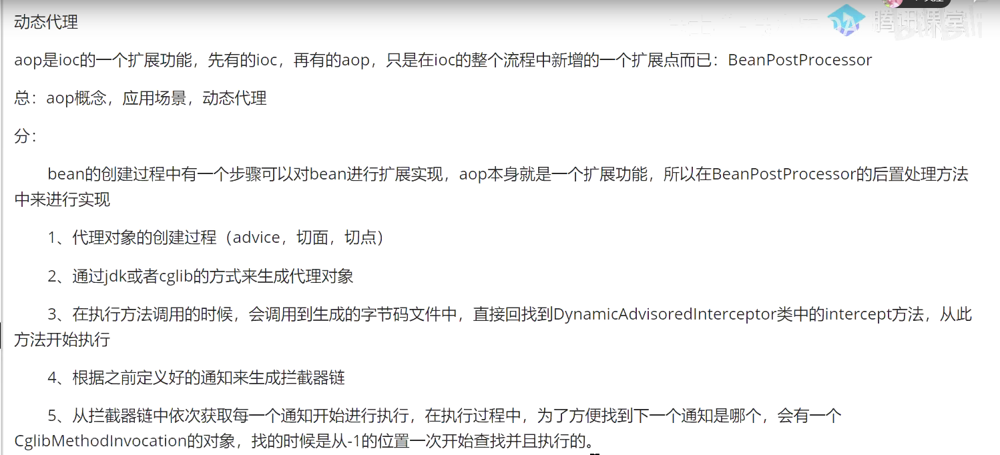 动态代理
腾讯课堂
aop是ioc的一个扩展功能，先有的ioc，再有的aop，只是在ioc的整个流程中新增的一个扩展点而已：BeanPostProcessor
总：aop概念，应用场景，动态代理
分：
bean的创建过程中有一个步骤可以对bean进行扩展实现，aop本身就是一个扩展功能，所以在BeanPostProcessor的后置处理方法
中来进行实现
1、代理对象的创建过程（advice，切面，切点）
2、通过jdk或者cglib的方式来生成代理对象
3、在执行方法调用的时候，会调用到生成的字节码文件中，直接回找到DynamicAdvisoredInterceptor类中的intercept方法，从此
方法开始执行
4、根据之前定义好的通知来生成拦截器链
5、从拦截器链中依次获取每一个通知开始进行执行，在执行过程中，为了方便找到下一个通知是哪个，会有一个
CglibMethodInvocation的对象，找的时候是从-1的位置一次开始查找并且执行的。